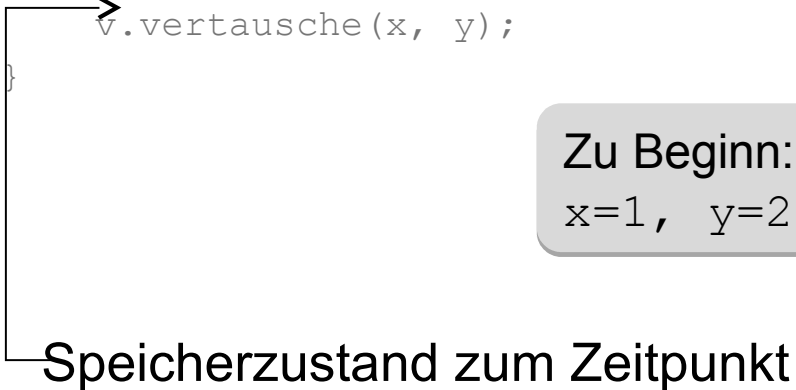 v.vertausche(x, y);
}
Zu Beginn:
x=1, y=2
Speicherzustand zum Zeitpunkt